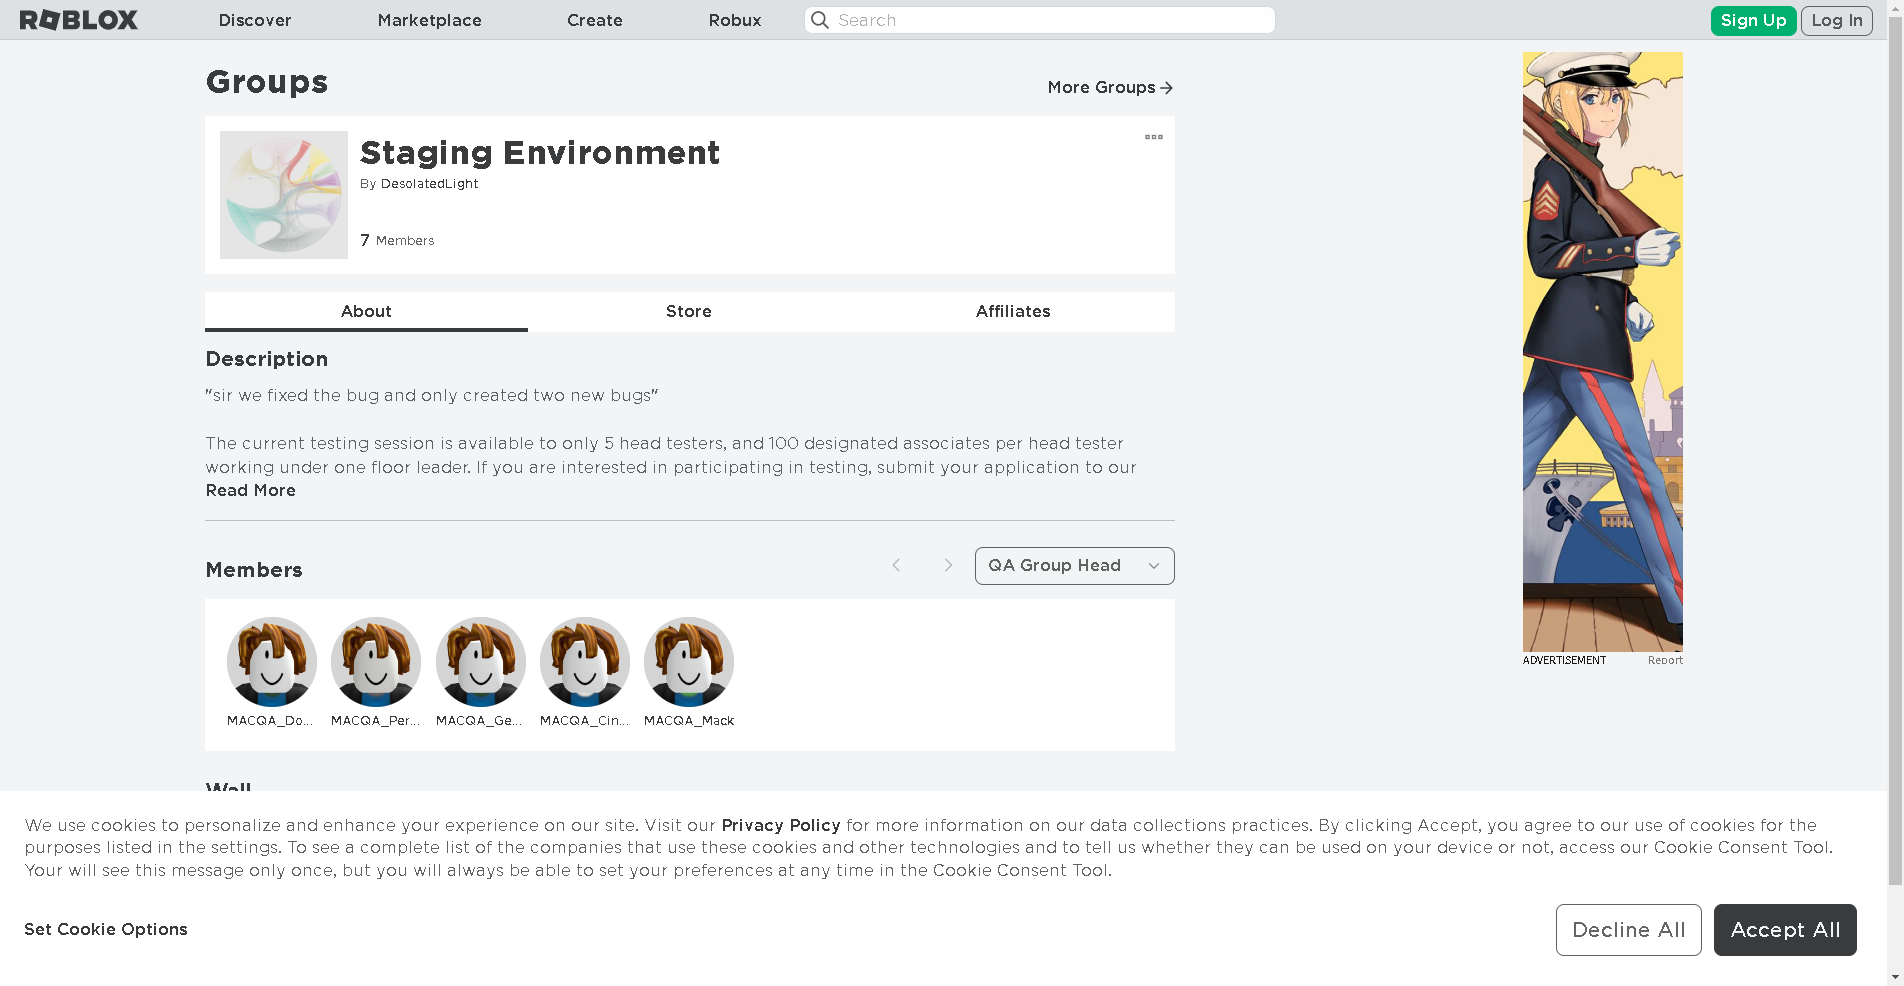 ROBLOX
Discover
Marketplace
Create
Robux
Search
Sign Up
Log In
Groups
More Groups
Staging Environment
By DesolatedLight
7 Members
About
Store
Affiliates
Description
"sir we fixed the bug and only created two new bugs"
The current testing session is available to only 5 head testers, and 100 designated associates per head tester
working under one floor leader. If you are interested in participating in testing, submit your application to our
Read More
Members
QA Group Head
MACQA_Do...
MACQA_Per...
MACQA_Ge...
MACQA_Cin...
MACQA_Mack
Wall
ADVERTISEMENT
Report
We use cookies to personalize and enhance your experience on our site. Visit our Privacy Policy for more information on our data collections practices. By clicking Accept, you agree to our use of cookies for the
purposes listed in the settings. To see a complete list of the companies that use these cookies and other technologies and to tell us whether they can be used on your device or not, access our Cookie Consent Tool.
Your will see this message only once, but you will always be able to set your preferences at any time in the Cookie Consent Tool.
Set Cookie Options
Decline All
Accept All